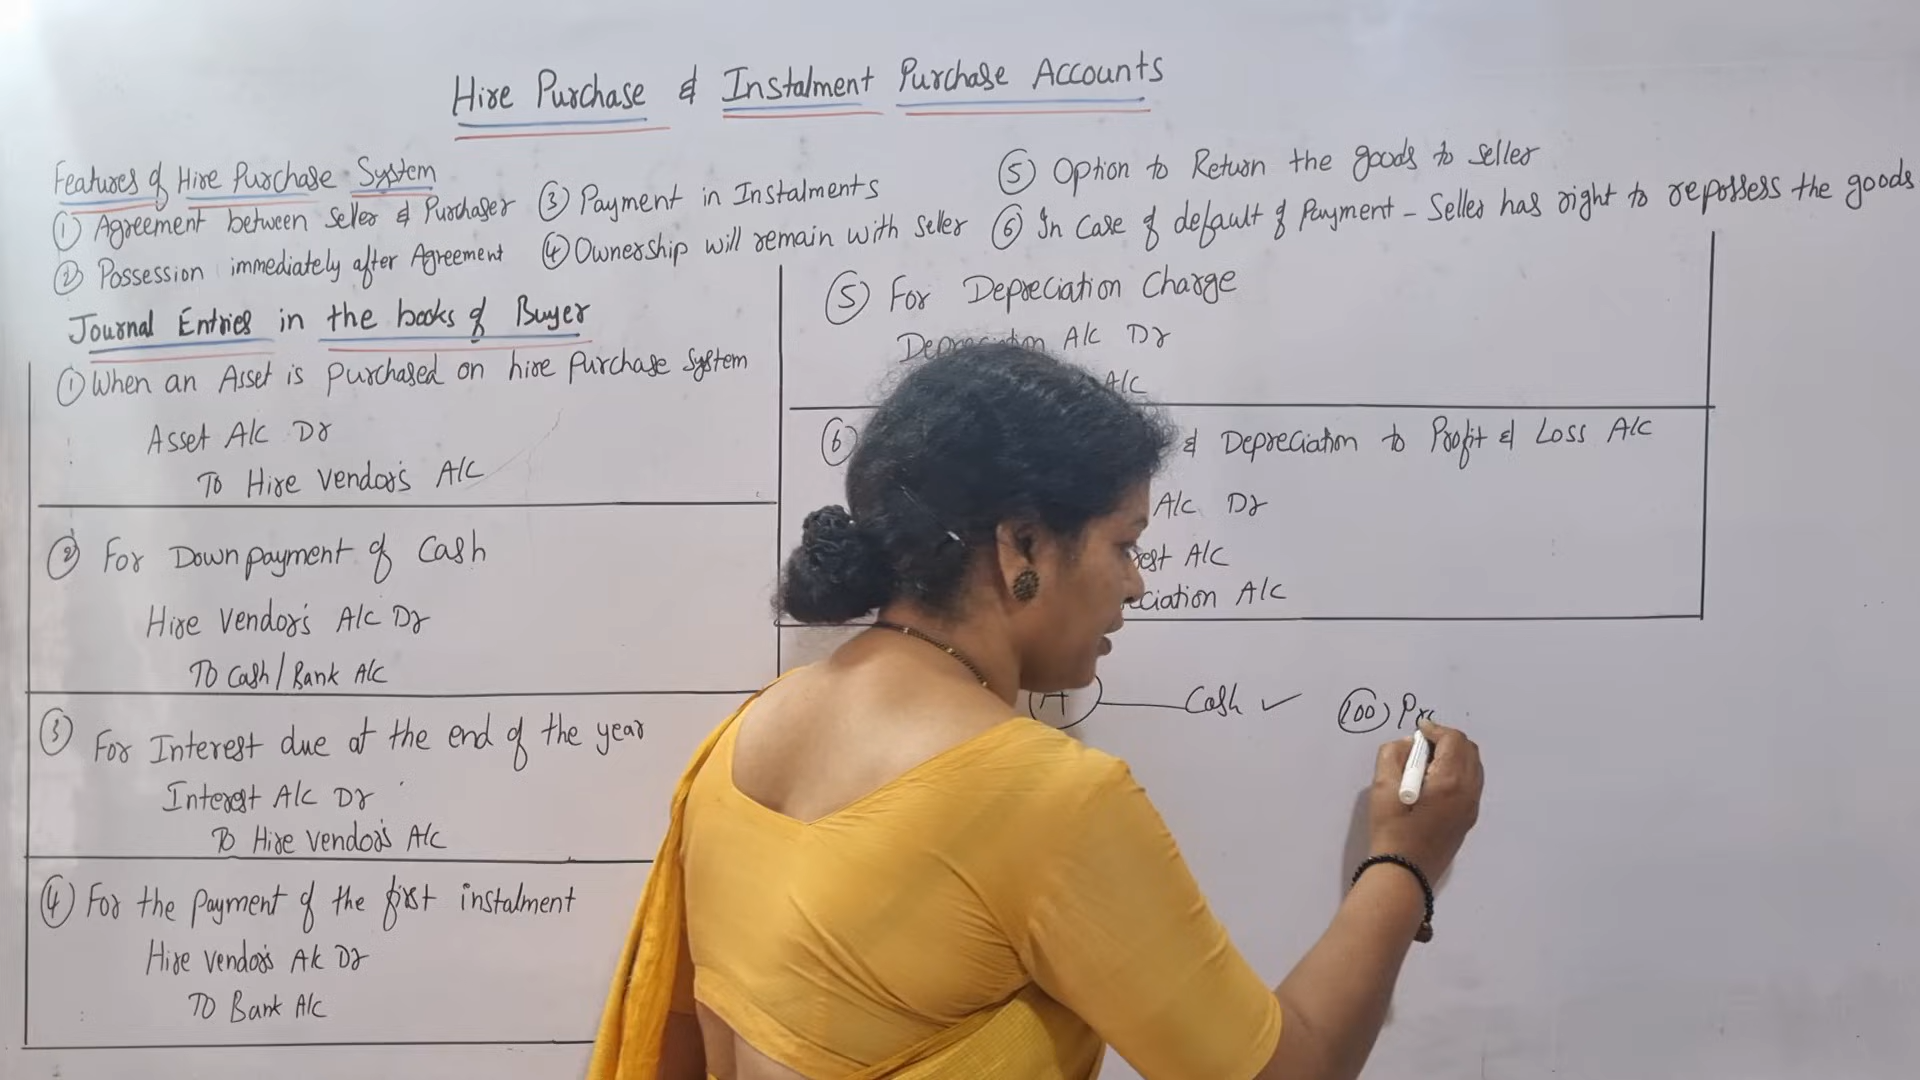 Hire Purchase & Instalment Purchase Accounts
Features of Hire Purchase System
① Agreement between Seller & Purchaser
② Possession immediately after Agreement
③ Payment in Instalments
④ Ownership will remain with seller
⑤ Option to Return the goods to seller
⑥ In Case of default of Payment - Seller has right to repossess the goods
Journal Entries in the books of Buyer
① When an Asset is purchased on hire purchase System
Asset A/c Dr
To Hire Vendor's A/c
② For Down payment of Cash
Hire Vendor's A/c Dr
To Cash/Bank A/c
③ For Interest due at the end of the year
Interest A/c Dr
To Hire Vendor's A/c
④ For the payment of the first instalment
Hire Vendor's A/c Dr
To Bank A/c
⑤ For Depreciation Charge
Depreciation A/c Dr
A/c
⑥ & Depreciation to Profit & Loss A/c
A/c Dr
A/c
A/c
Cash ✓ 100